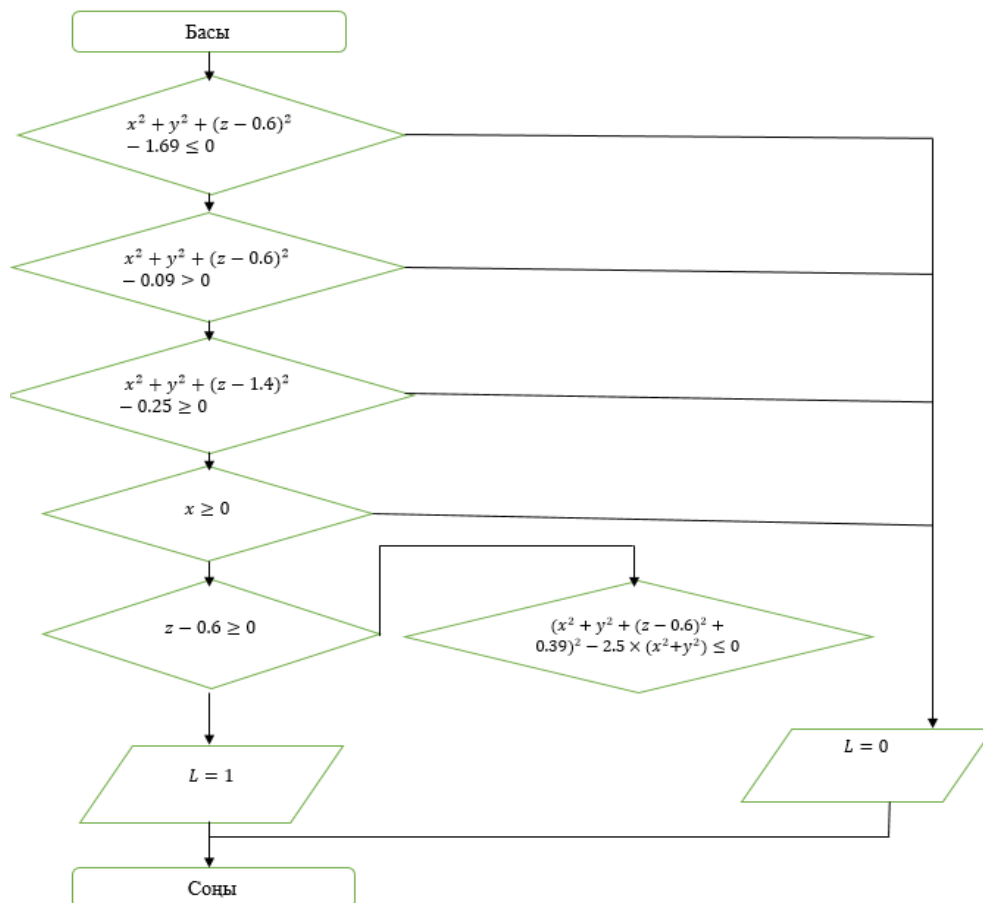 Басы
x² + y² + (z − 0.6)²
− 1.69 ≤ 0
x² + y² + (z − 0.6)²
− 0.09 > 0
x² + y² + (z − 1.4)²
− 0.25 ≥ 0
x ≥ 0
z − 0.6 ≥ 0
(x² + y² + (z − 0.6)² +
0.39)² − 2.5 × (x²+y²) ≤ 0
L = 1
L = 0
Соңы